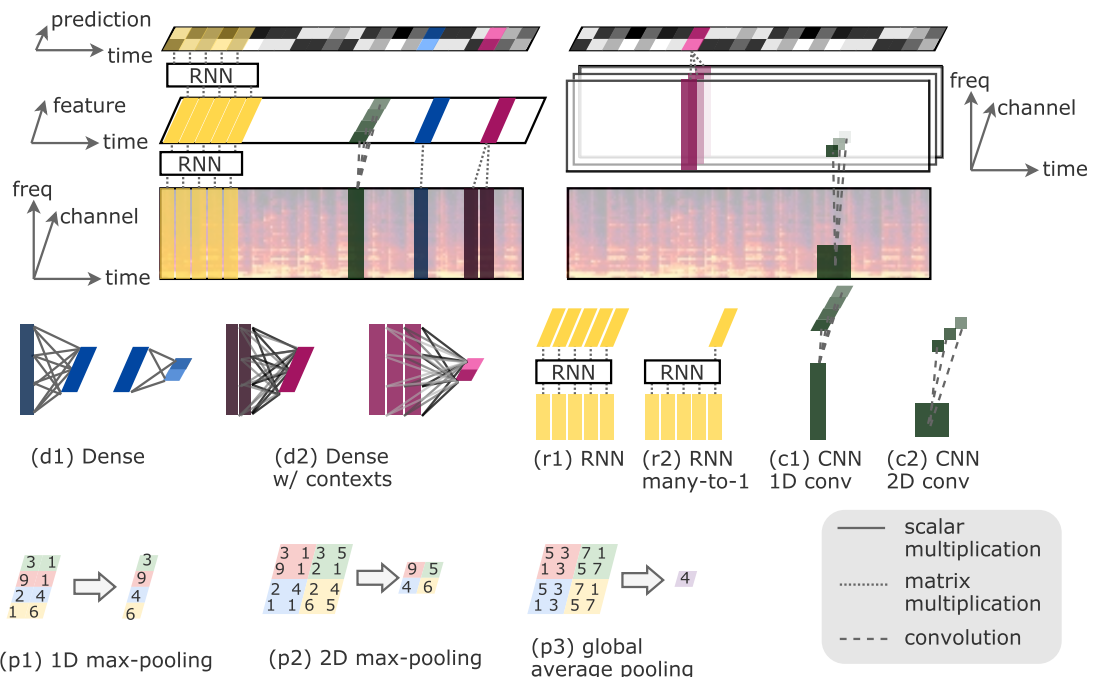 prediction
time
RNN
feature
time
RNN
freq
channel
time
freq
channel
time
RNN
RNN
(d1) Dense
(d2) Dense
w/ contexts
(r1) RNN
(r2) RNN
many-to-1
(c1) CNN
1D conv
(c2) CNN
2D conv
scalar
multiplication
matrix
multiplication
convolution
3 1
9 1
2 4
1 6
3
9
4
6
(p1) 1D max-pooling
3 1 3 5
9 1 2 1
2 4 2 4
1 1 6 5
9 5
4 6
(p2) 2D max-pooling
5 3 7 1
1 3 5 7
5 3 7 1
1 3 5 7
4
(p3) global
average pooling